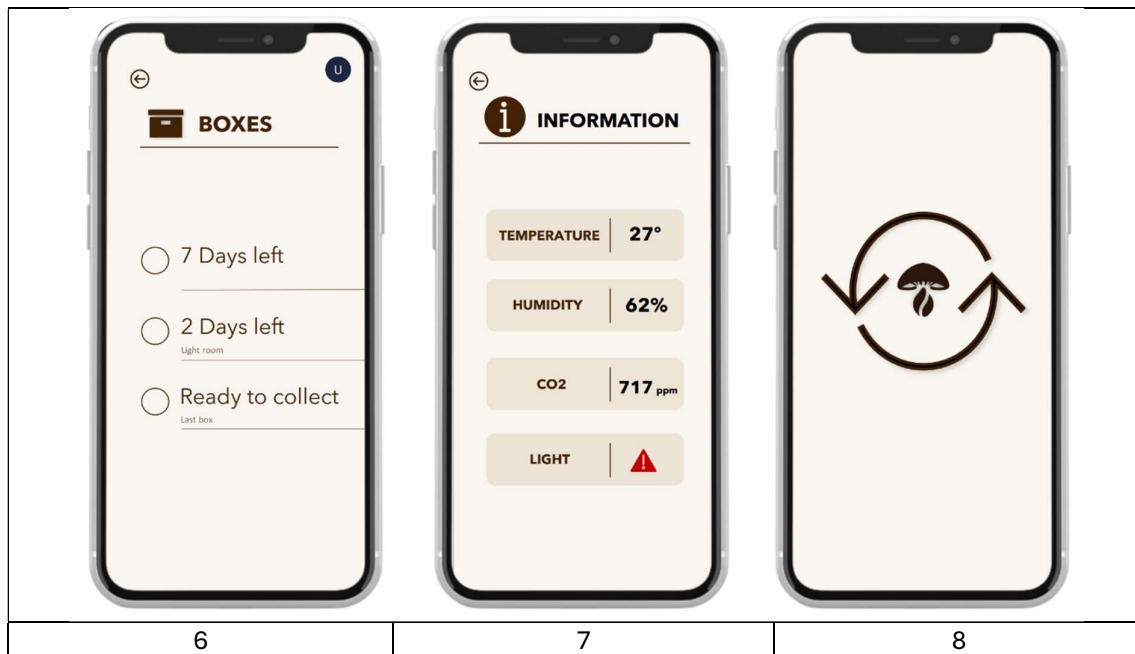 U
BOXES
7 Days left
2 Days left
Light room
Ready to collect
Last box
i INFORMATION
TEMPERATURE 27°
HUMIDITY 62%
CO2 717 ppm
LIGHT !
6 7 8